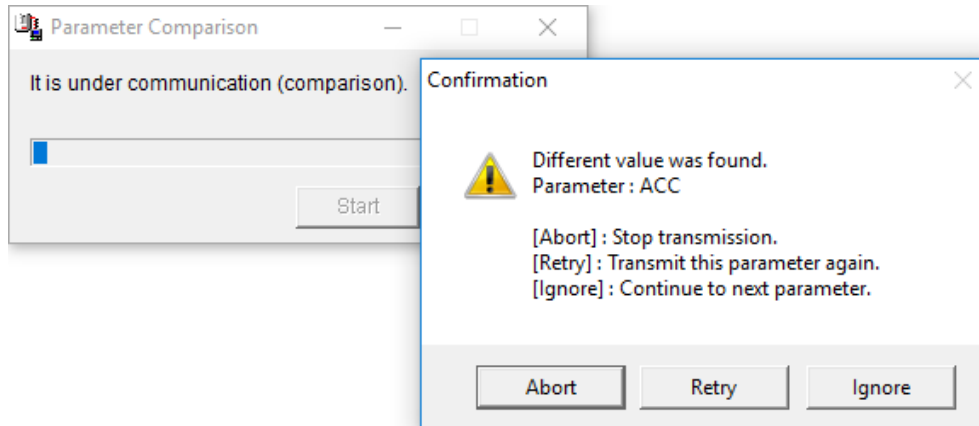 Parameter Comparison
It is under communication (comparison).
Start
Confirmation
Different value was found.
Parameter : ACC
[Abort] : Stop transmission.
[Retry] : Transmit this parameter again.
[Ignore] : Continue to next parameter.
Abort Retry Ignore